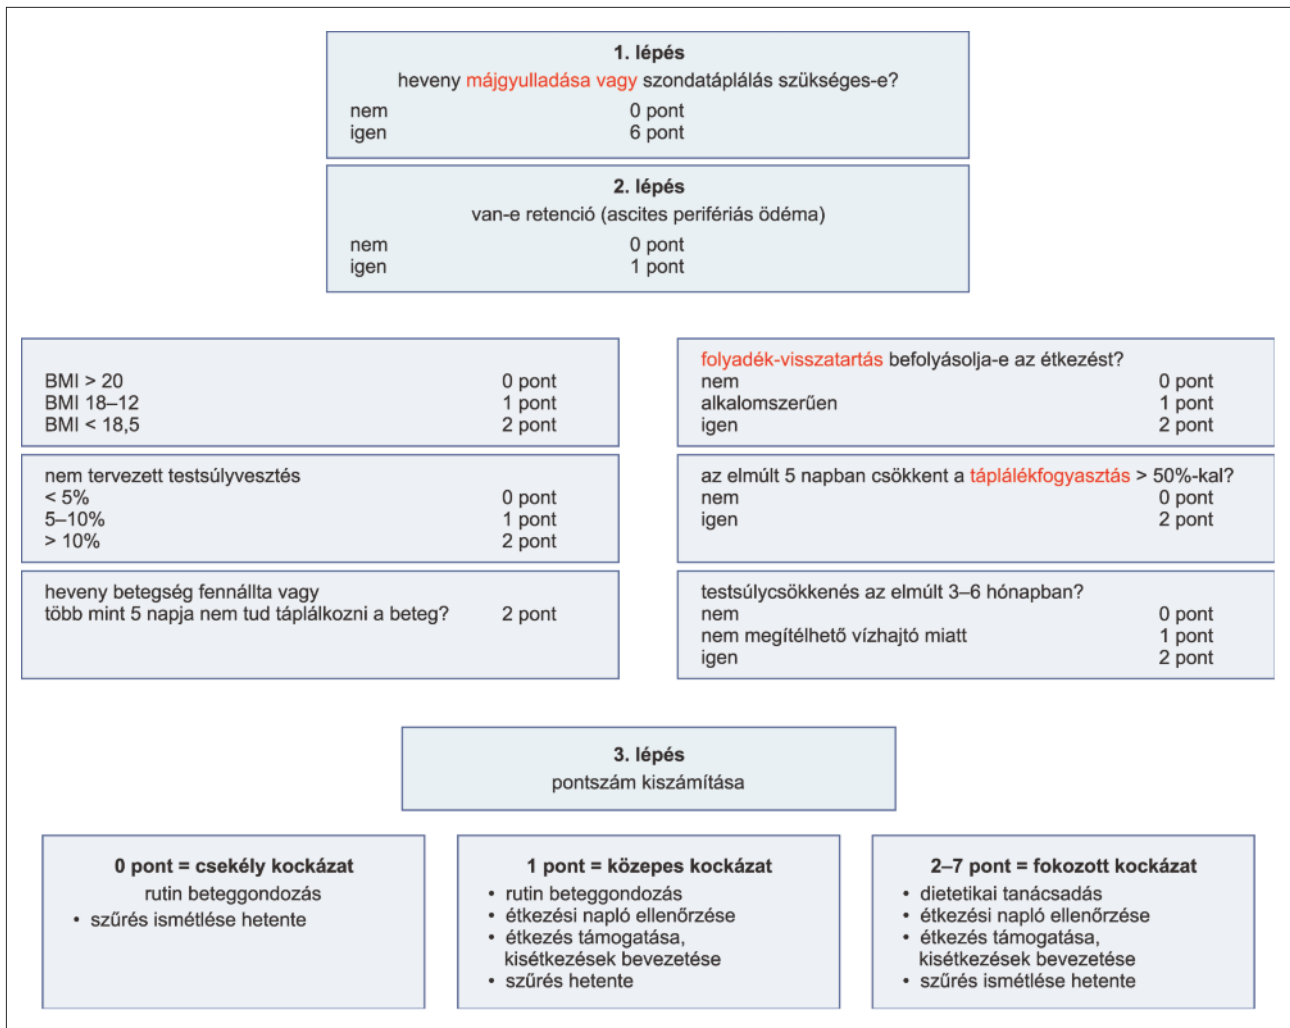 1. lépés
heveny májgyulladása vagy szondatáplálás szükséges-e?
nem 0 pont
igen 6 pont
2. lépés
van-e retenció (ascites perifériás ödéma)
nem 0 pont
igen 1 pont
BMI > 20 0 pont
BMI 18–12 1 pont
BMI < 18,5 2 pont
nem tervezett testsúlyvesztés
< 5% 0 pont
5–10% 1 pont
> 10% 2 pont
heveny betegség fennállta vagy
több mint 5 napja nem tud táplálkozni a beteg? 2 pont
folyadék-visszatartás befolyásolja-e az étkezést?
nem 0 pont
alkalomszerűen 1 pont
igen 2 pont
az elmúlt 5 napban csökkent a táplálékfogyasztás > 50%-kal?
nem 0 pont
igen 2 pont
testsúlycsökkenés az elmúlt 3–6 hónapban?
nem 0 pont
nem megítélhető vízhajtó miatt 1 pont
igen 2 pont
3. lépés
pontszám kiszámítása
0 pont = csekély kockázat
rutin beteggondozás
• szűrés ismétlése hetente
1 pont = közepes kockázat
• rutin beteggondozás
• étkezési napló ellenőrzése
• étkezés támogatása,
kisétkezések bevezetése
• szűrés hetente
2–7 pont = fokozott kockázat
• dietetikai tanácsadás
• étkezési napló ellenőrzése
• étkezés támogatása,
kisétkezések bevezetése
• szűrés ismétlése hetente